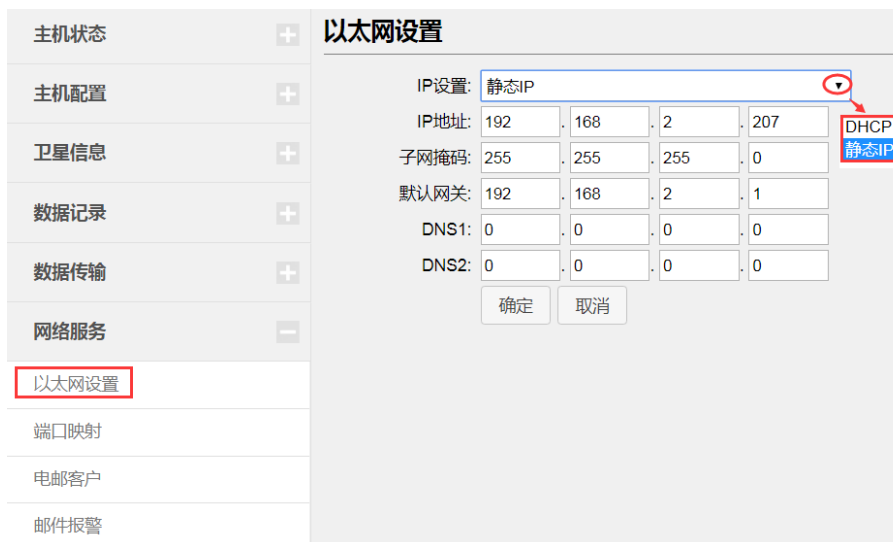 主机状态
主机配置
卫星信息
数据记录
数据传输
网络服务
以太网设置
端口映射
电邮客户
邮件报警
以太网设置
IP设置: 静态IP
DHCP
静态IP
IP地址: 192 . 168 . 2 . 207
子网掩码: 255 . 255 . 255 . 0
默认网关: 192 . 168 . 2 . 1
DNS1: 0 . 0 . 0 . 0
DNS2: 0 . 0 . 0 . 0
确定 取消